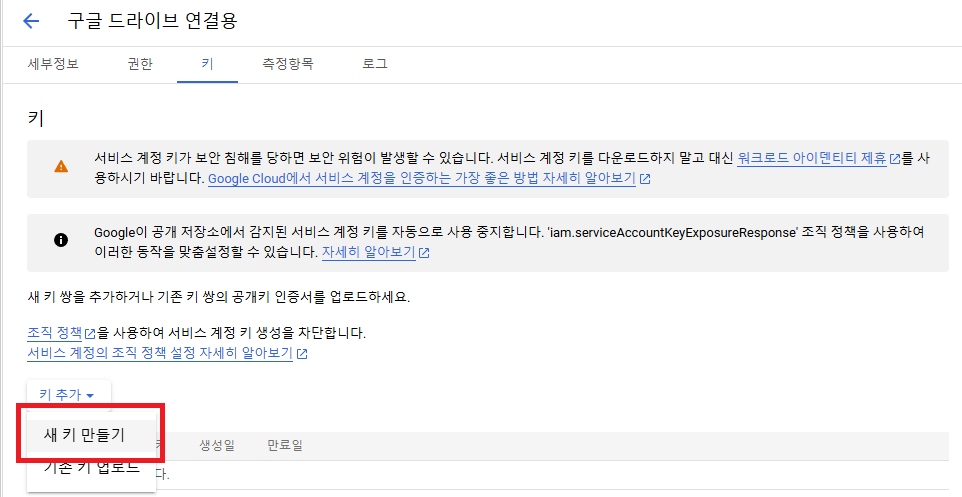 구글 드라이브 연결용
세부정보 권한 키 측정항목 로그
키
서비스 계정 키가 보안 침해를 당하면 보안 위험이 발생할 수 있습니다. 서비스 계정 키를 다운로드하지 말고 대신 워크로드 아이덴티티 제휴를 사
용하시기 바랍니다. Google Cloud에서 서비스 계정을 인증하는 가장 좋은 방법 자세히 알아보기
Google이 공개 저장소에서 감지된 서비스 계정 키를 자동으로 사용 중지합니다. 'iam.serviceAccountKeyExposureResponse' 조직 정책을 사용하여
이러한 동작을 맞춤설정할 수 있습니다. 자세히 알아보기
새 키 쌍을 추가하거나 기존 키 쌍의 공개키 인증서를 업로드하세요.
조직 정책을 사용하여 서비스 계정 키 생성을 차단합니다.
서비스 계정의 조직 정책 설정 자세히 알아보기
키 추가
새 키 만들기
생성일 만료일
기존 키 업로드
다.